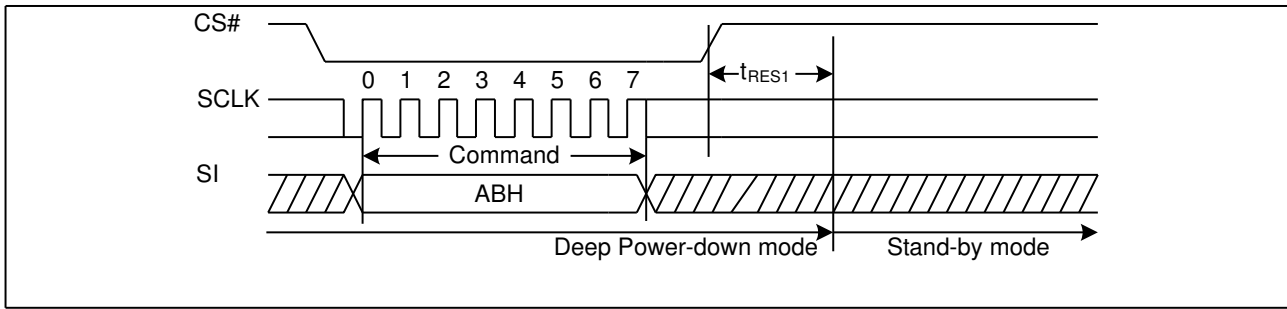 CS#
tRES1
0 1 2 3 4 5 6 7
SCLK
Command
SI
ABH
Deep Power-down mode Stand-by mode